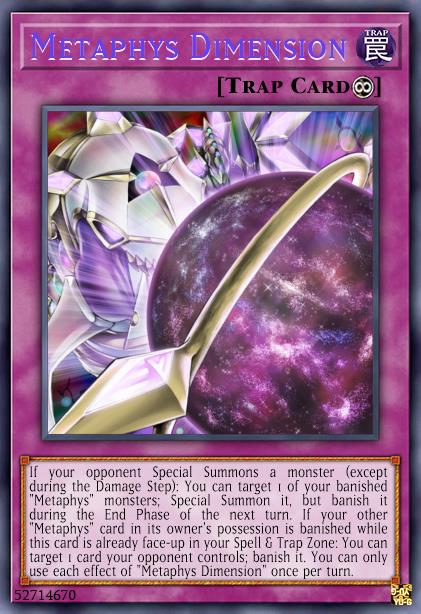 METAPHYS DIMENSION
TRAP
罠
[TRAP CARD♾]
If your opponent Special Summons a monster (except
during the Damage Step): You can target 1 of your banished
"Metaphys" monsters; Special Summon it, but banish it
during the End Phase of the next turn. If your other
"Metaphys" card in its owner's possession is banished while
this card is already face-up in your Spell & Trap Zone: You can
target 1 card your opponent controls; banish it. You can only
use each effect of "Metaphys Dimension" once per turn.
52714670